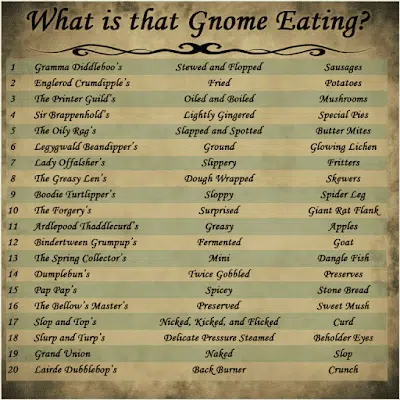 What is that Gnome Eating?
1 Gramma Diddleboo's Stewed and Flopped Sausages
2 Englerod Crumdipple's Fried Potatoes
3 The Printer Guild's Oiled and Boiled Mushrooms
4 Sir Brappenhold's Lightly Gingered Special Pies
5 The Oily Rag's Slapped and Spotted Butter Mites
6 Legygwald Beandipper's Ground Glowing Lichen
7 Lady Offalsher's Slippery Fritters
8 The Greasy Len's Dough Wrapped Skewers
9 Boodie Turtlipper's Sloppy Spider Leg
10 The Forgery's Surprised Giant Rat Flank
11 Ardlepood Thaddlecurd's Greasy Apples
12 Bindertween Grumpup's Fermented Goat
13 The Spring Collector's Mini Dangle Fish
14 Dumplebun's Twice Gobbled Preserves
15 Pap Pap's Spicey Stone Bread
16 The Bellow's Master's Preserved Sweet Mush
17 Slop and Top's Nicked, Kicked, and Flicked Curd
18 Slurp and Turp's Delicate Pressure Steamed Beholder Eyes
19 Grand Union Naked Slop
20 Lairde Dubblebop's Back Burner Crunch